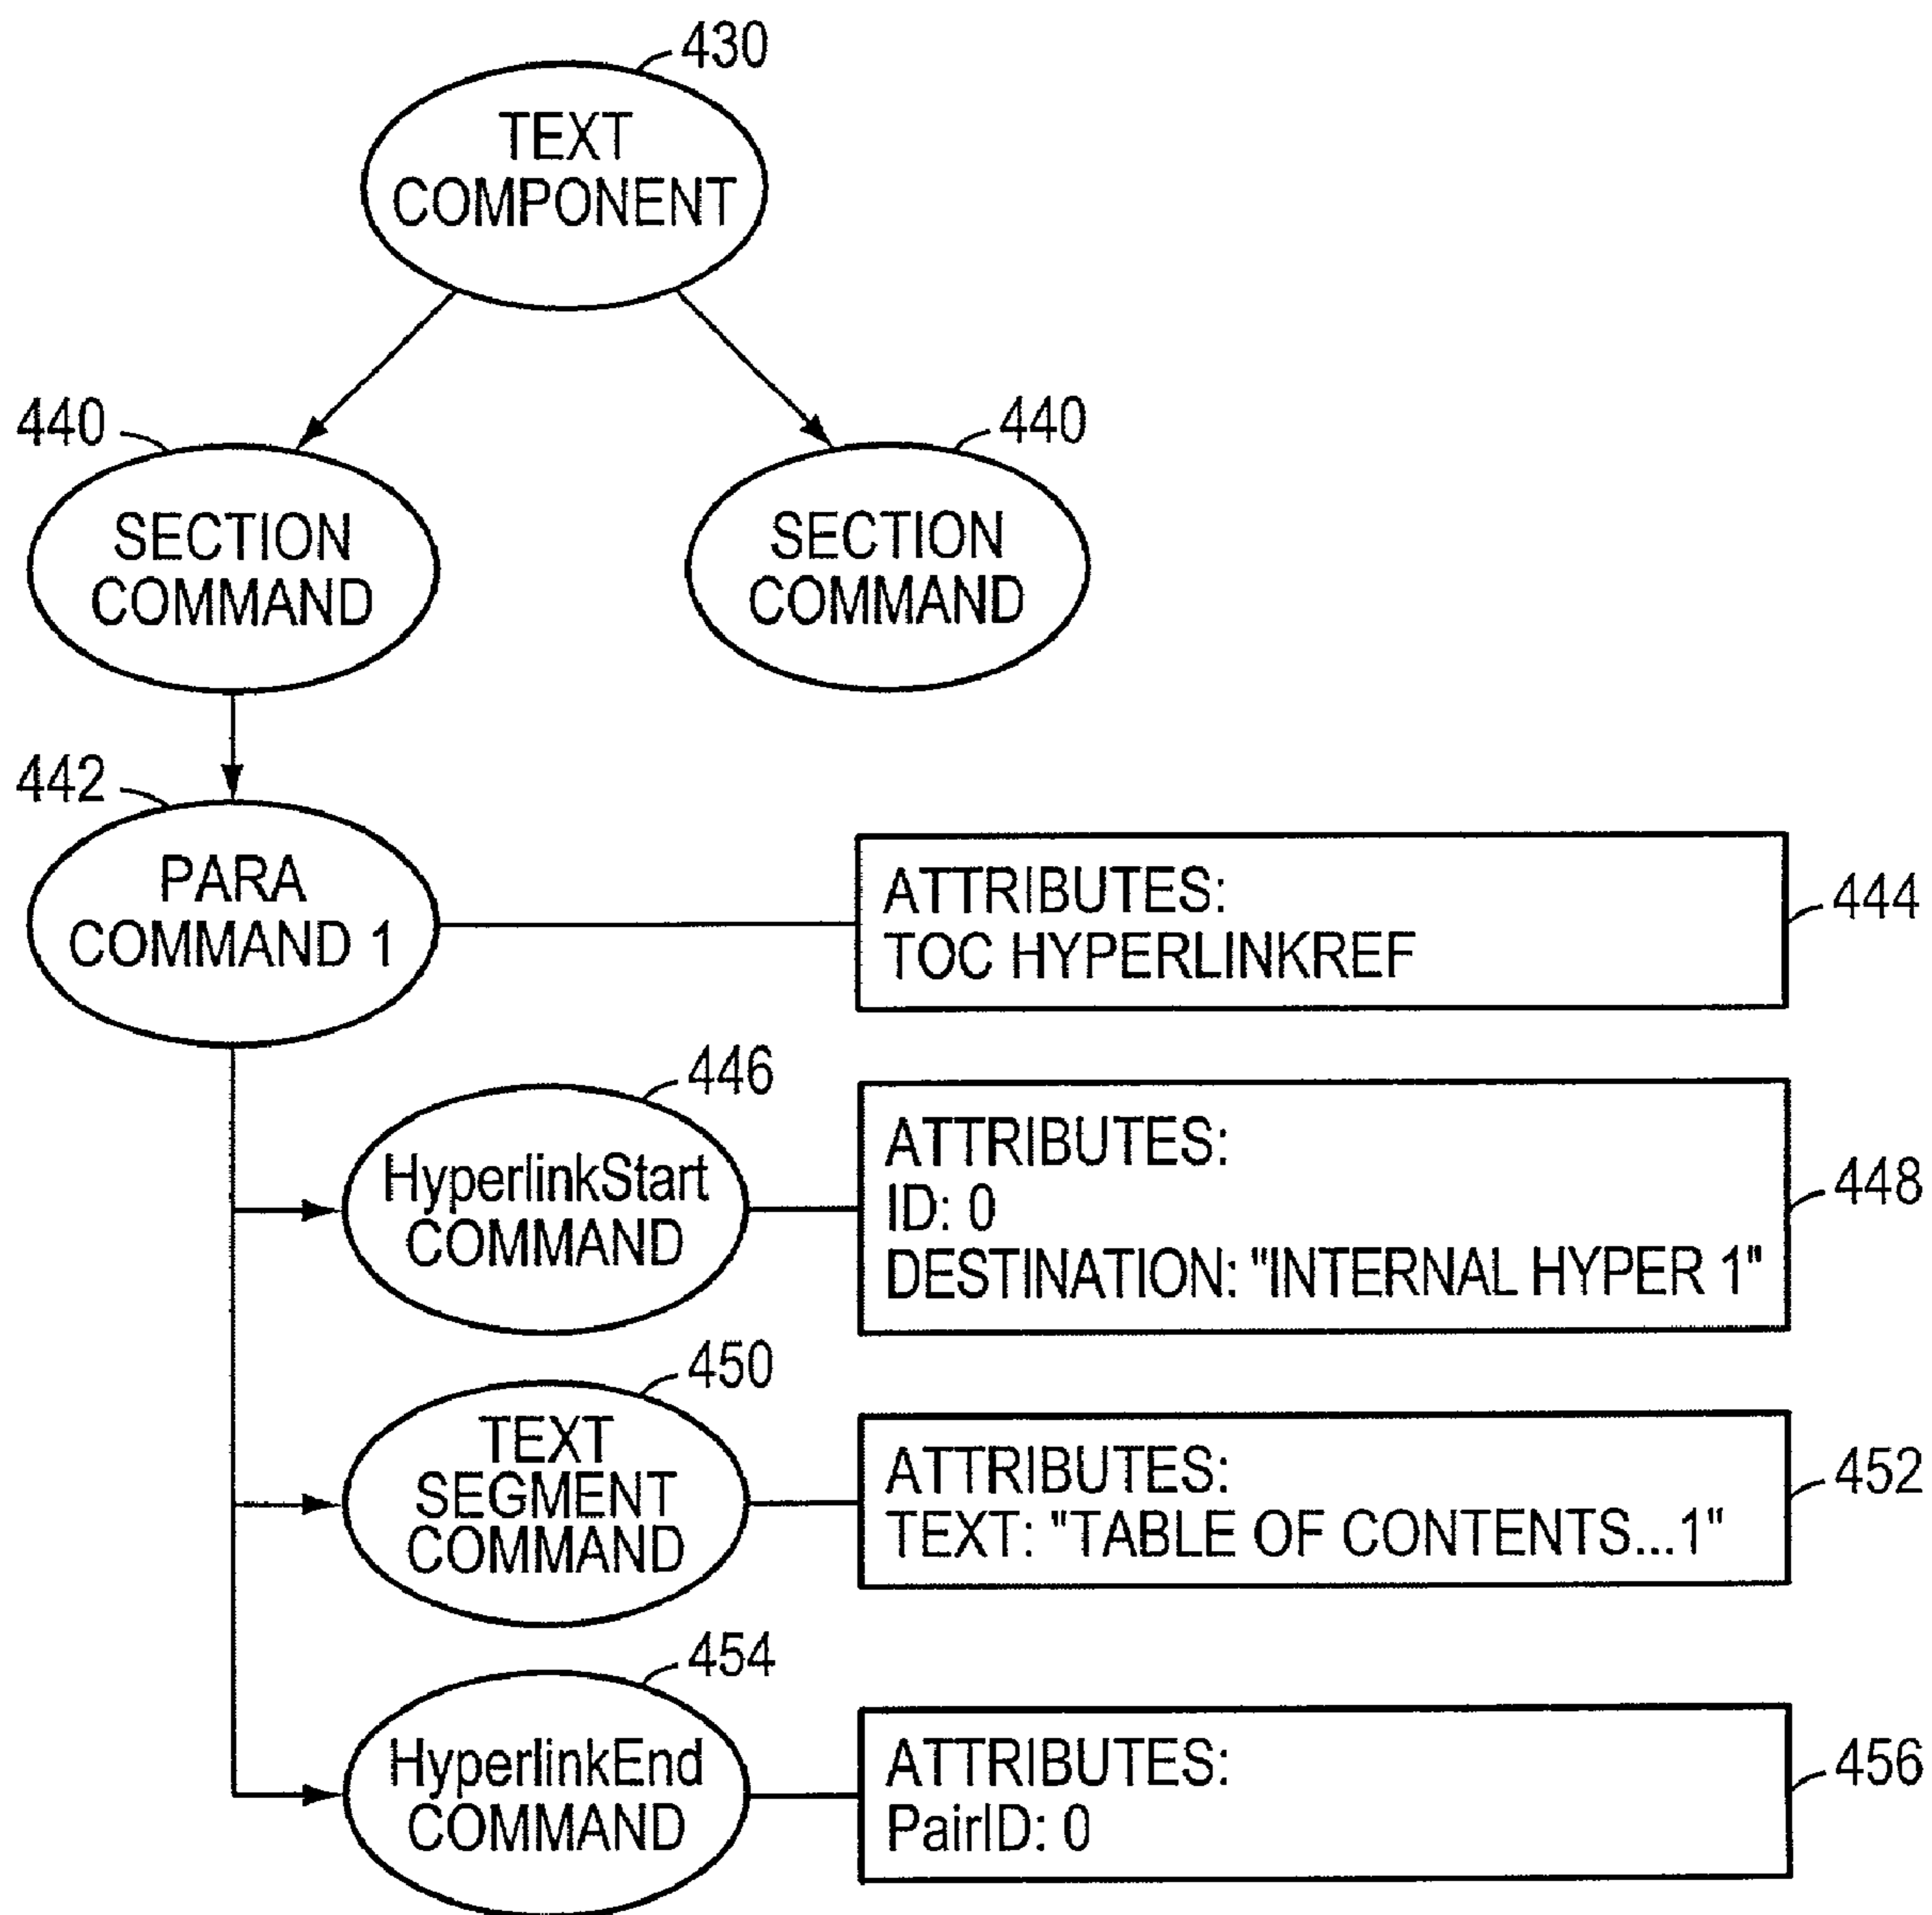 430
TEXT
COMPONENT
440
440
SECTION
COMMAND
SECTION
COMMAND
442
PARA
COMMAND 1
ATTRIBUTES:
TOC HYPERLINKREF
444
446
HyperlinkStart
COMMAND
ATTRIBUTES:
ID: 0
DESTINATION: "INTERNAL HYPER 1"
448
450
TEXT
SEGMENT
COMMAND
ATTRIBUTES:
TEXT: "TABLE OF CONTENTS...1"
452
454
HyperlinkEnd
COMMAND
ATTRIBUTES:
PairID: 0
456